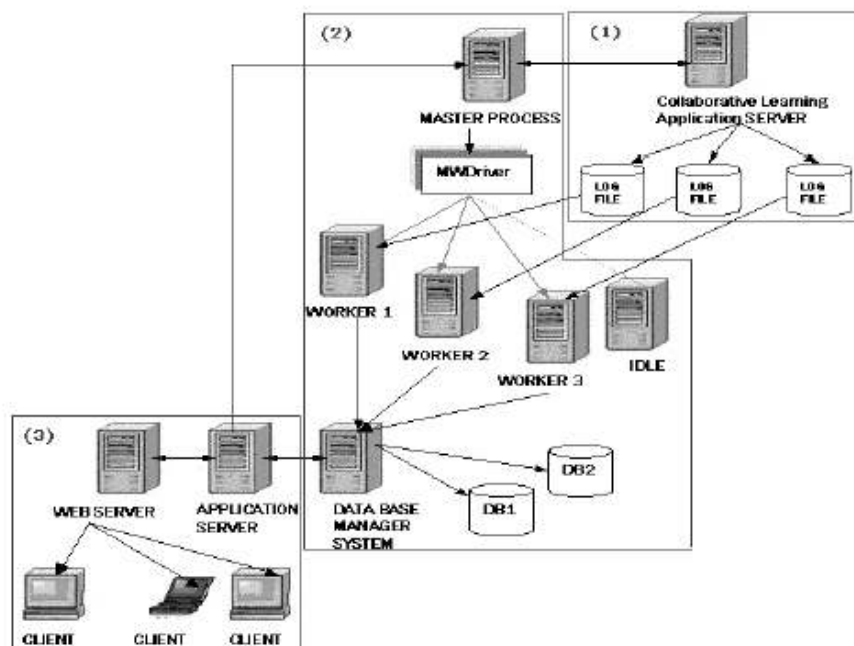 (2)
(1)
MASTER PROCESS
Collaborative Learning
Application SERVER
MWDriver
LOG
FILE
LOG
FILE
LOG
FILE
WORKER 1
WORKER 2
WORKER 3
IDLE
(3)
WEB SERVER
APPLICATION
SERVER
DATA BASE
MANAGER
SYSTEM
DB1
DB2
CLIENT
CLIENT
CLIENT